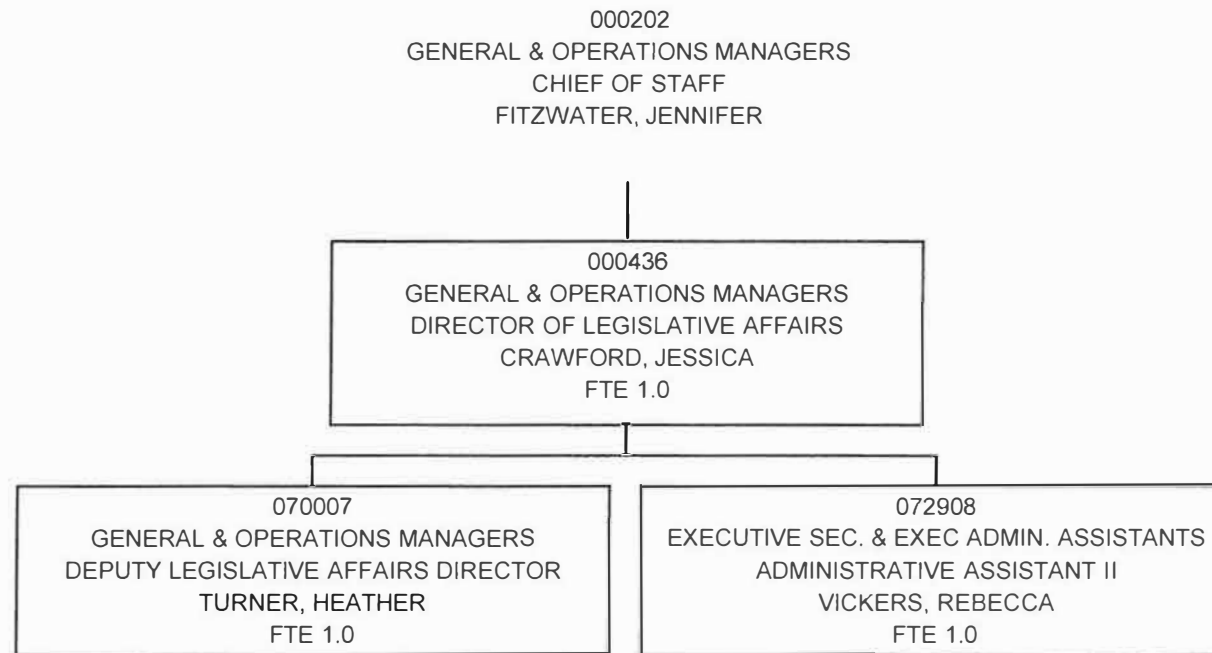 000202
GENERAL & OPERATIONS MANAGERS
CHIEF OF STAFF
FITZWATER, JENNIFER
000436
GENERAL & OPERATIONS MANAGERS
DIRECTOR OF LEGISLATIVE AFFAIRS
CRAWFORD, JESSICA
FTE 1.0
070007
GENERAL & OPERATIONS MANAGERS
DEPUTY LEGISLATIVE AFFAIRS DIRECTOR
TURNER, HEATHER
FTE 1.0
072908
EXECUTIVE SEC. & EXEC ADMIN. ASSISTANTS
ADMINISTRATIVE ASSISTANT II
VICKERS, REBECCA
FTE 1.0